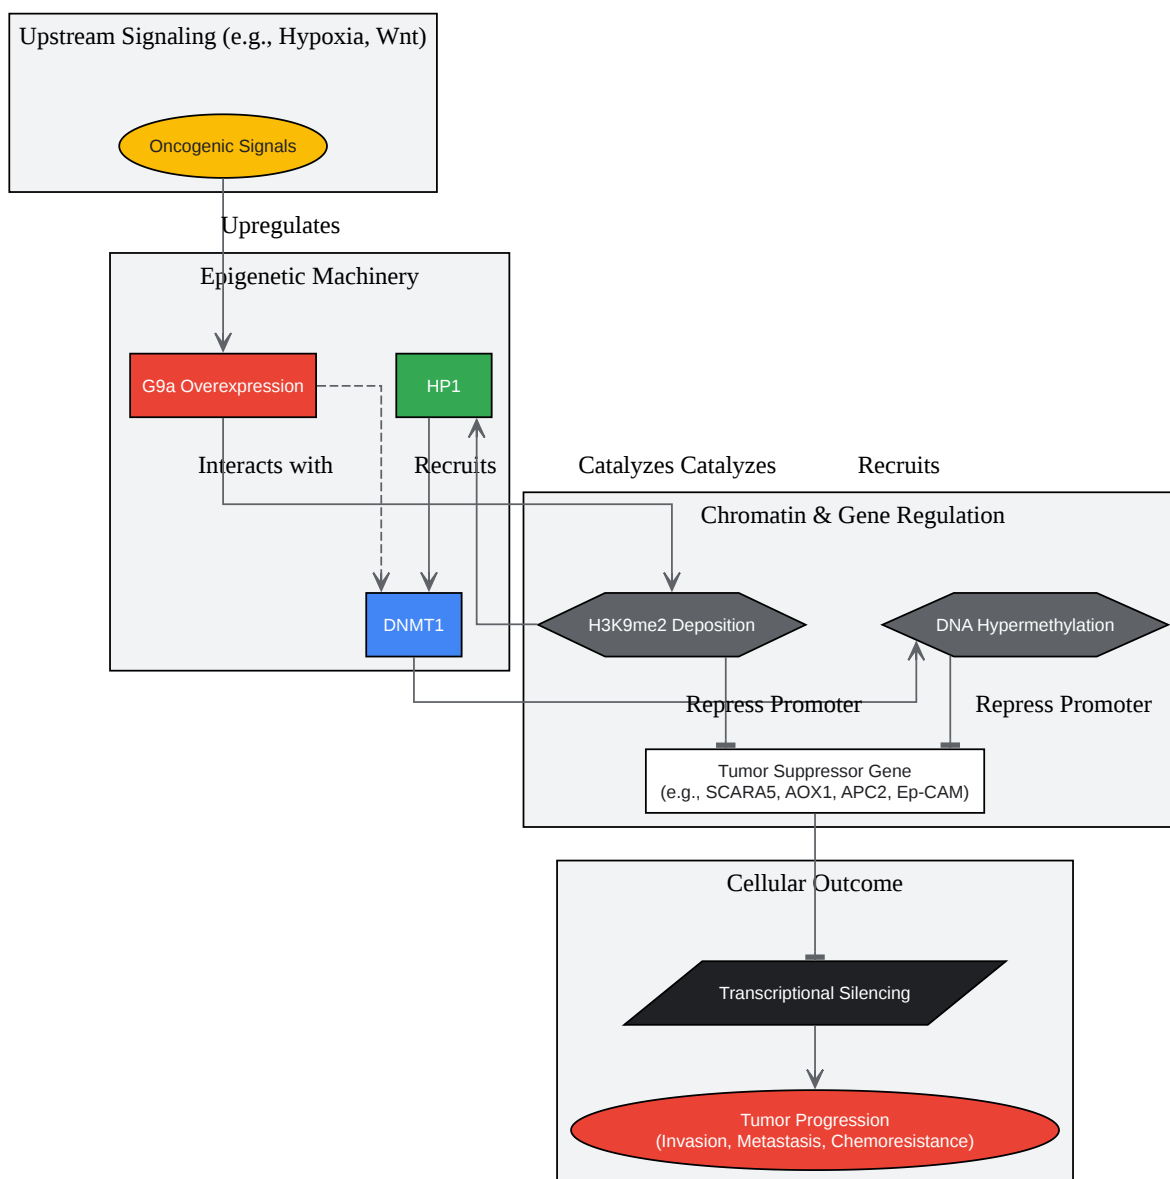 Upstream Signaling (e.g., Hypoxia, Wnt)
Oncogenic Signals
Upregulates
Epigenetic Machinery
G9a Overexpression
HP1
Interacts with
Recruits
Catalyzes Catalyzes
Recruits
Chromatin & Gene Regulation
DNMT1
H3K9me2 Deposition
DNA Hypermethylation
Repress Promoter
Repress Promoter
Tumor Suppressor Gene
(e.g., SCARA5, AOX1, APC2, Ep-CAM)
Cellular Outcome
Transcriptional Silencing
Tumor Progression
(Invasion, Metastasis, Chemoresistance)